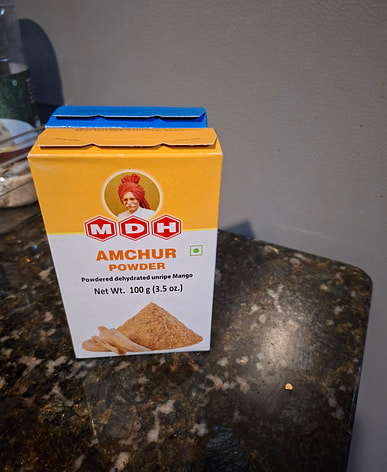 MDH
AMCHUR
POWDER
Powdered dehydrated unripe Mango
Net Wt. 100 g (3.5 oz.)